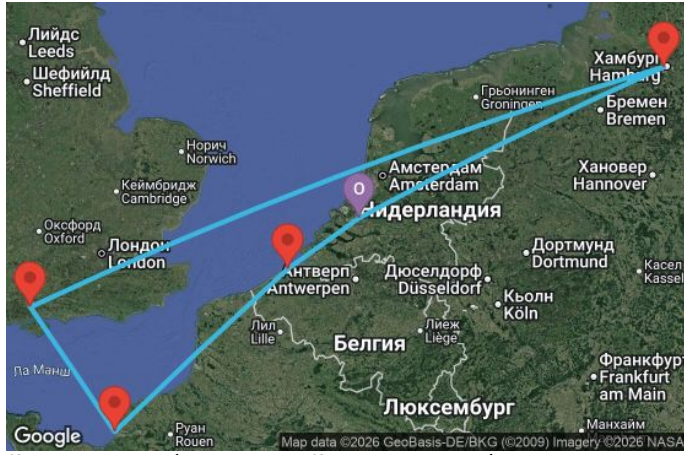 Лийдс
Leeds
Шефийлд
Sheffield
Хамбург
Hamburg
Грьонинген
Groningen
Бремен
Bremen
Норич
Norwich
Амстердам
Amsterdam
Хановер
Hannover
Кеймбридж
Cambridge
О
Нидерландия
Оксфорд
Oxford
Лондон
London
Дортмунд
Dortmund
Антверп
Antwerpen
Дюселдорф
Düsseldorf
Касел
Kassel
Кьолн
Köln
Лил
Lille
Лиеж
Liège
Белгия
Ла Манш
Франкфурт
Frankfurt
am Main
Люксембург
Google
Руан
Rouen
Манхайм
Map data ©2026 GeoBasis-DE/BKG (©2009) Imagery ©2026 NASA